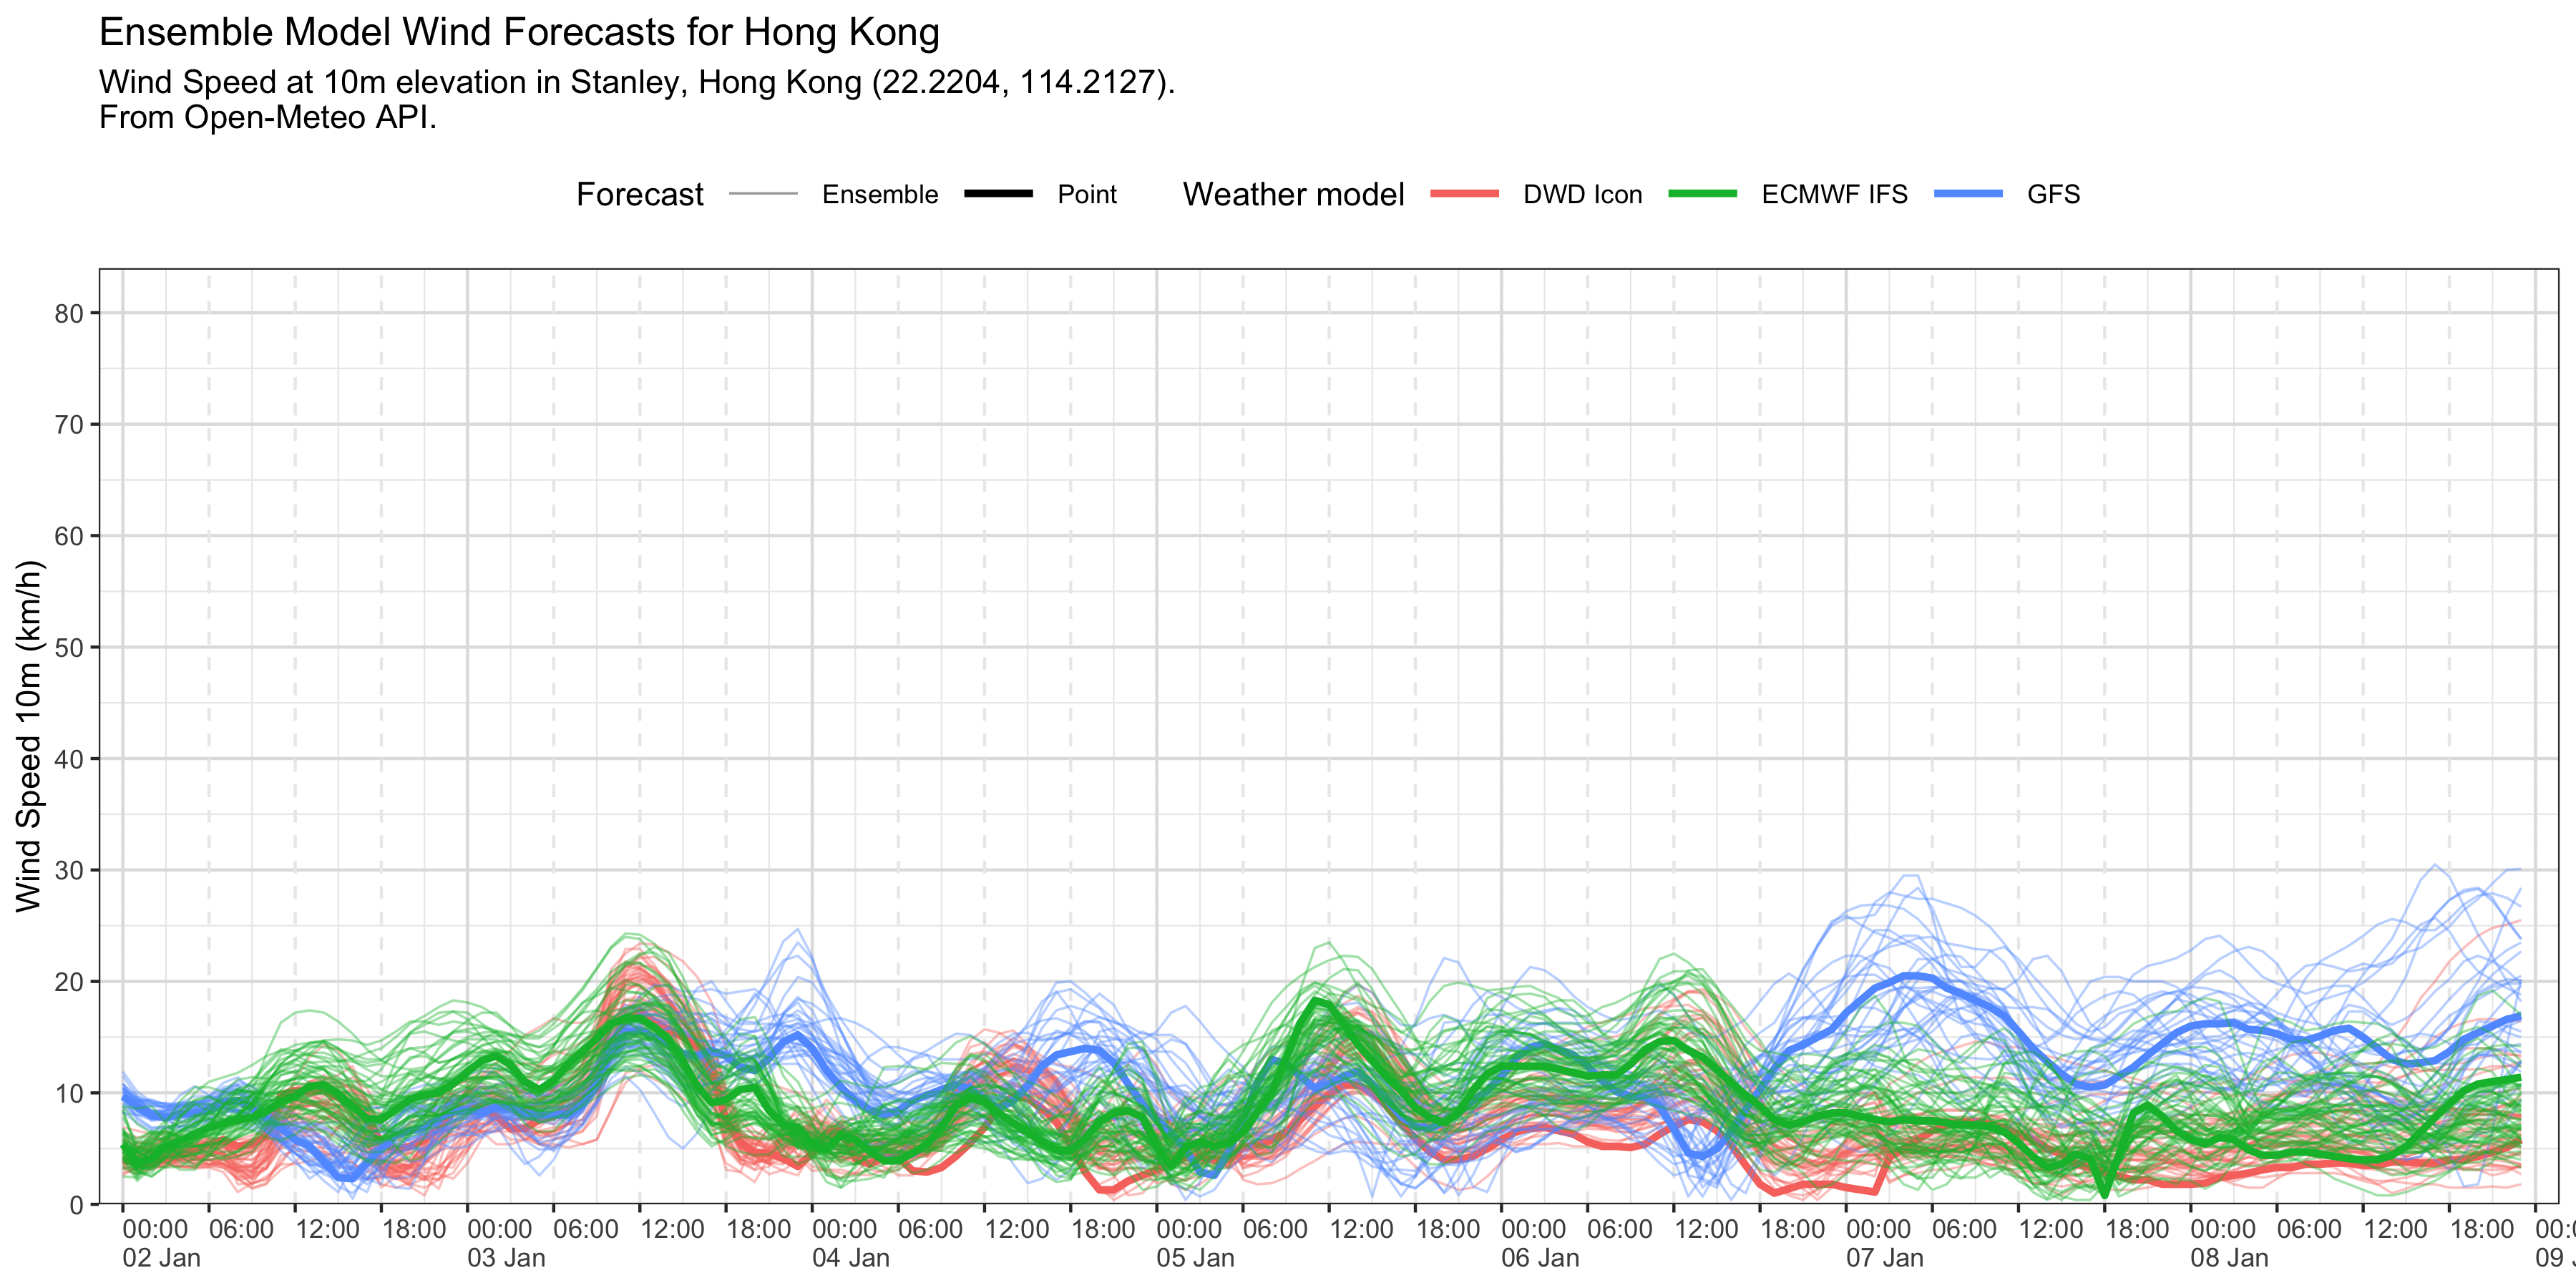 Ensemble Model Wind Forecasts for Hong Kong
Wind Speed at 10m elevation in Stanley, Hong Kong (22.2204, 114.2127).
From Open-Meteo API.
Forecast Ensemble Point Weather model DWD Icon ECMWF IFS GFS
Wind Speed 10m (km/h)
80
70
60
50
40
30
20
10
0
00:00 06:00 12:00 18:00 00:00 06:00 12:00 18:00 00:00 06:00 12:00 18:00 00:00 06:00 12:00 18:00 00:00 06:00 12:00 18:00 00:00 06:00 12:00 18:00 00:00 06:00 12:00 18:00
02 Jan 03 Jan 04 Jan 05 Jan 06 Jan 07 Jan 08 Jan 09